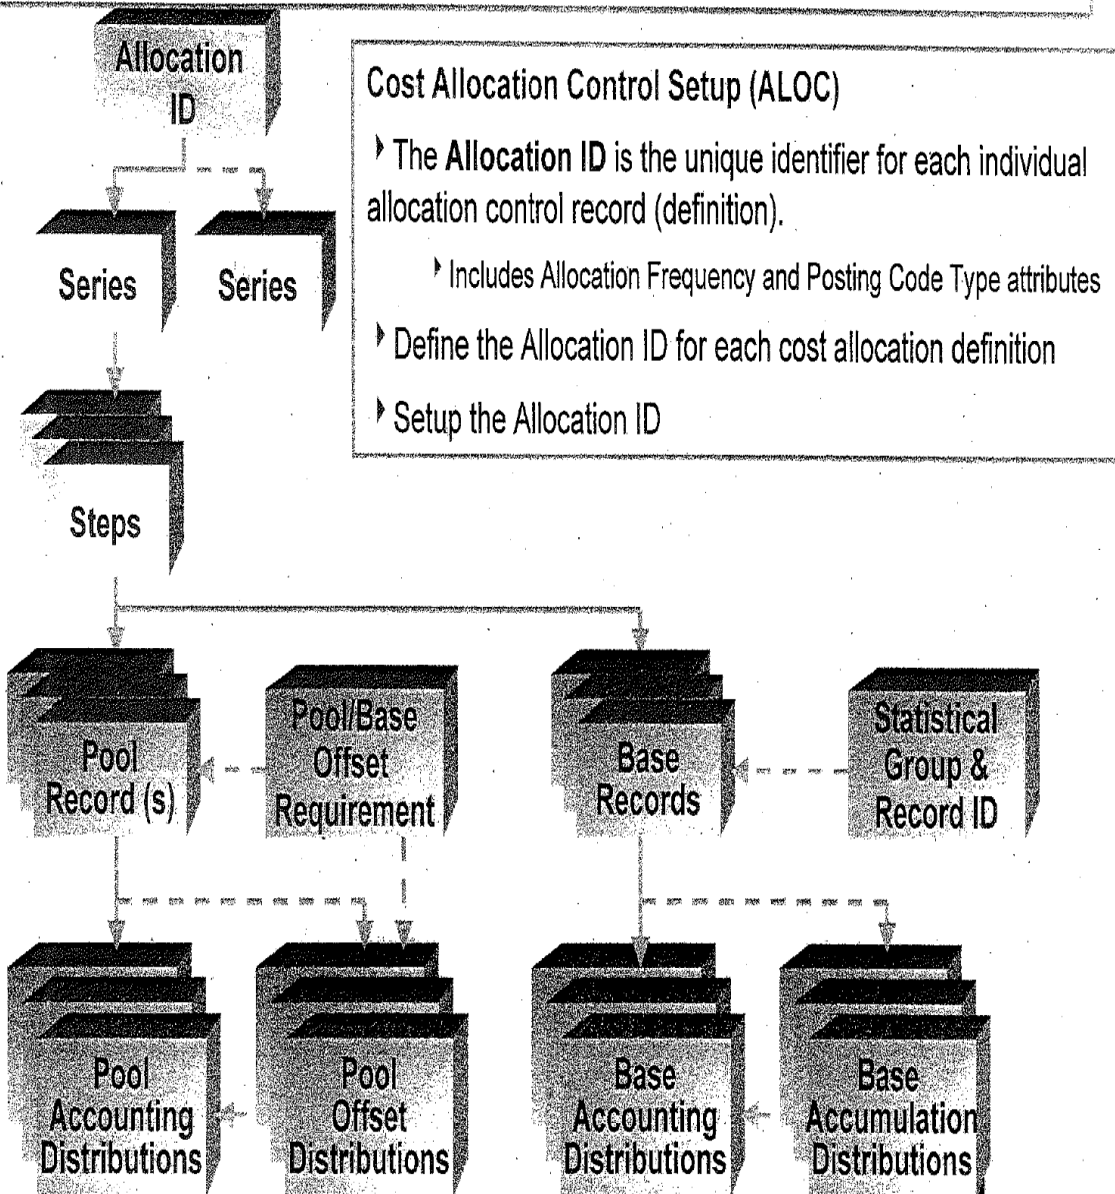 Allocation
ID
Cost Allocation Control Setup (ALOC)
The Allocation ID is the unique identifier for each individual
allocation control record (definition).
Includes Allocation Frequency and Posting Code Type attributes
Define the Allocation ID for each cost allocation definition
Setup the Allocation ID
Series
Series
Steps
Pool
Record (s)
Pool/Base
Offset
Requirement
Base
Records
Statistical
Group &
Record ID
Pool
Accounting
Distributions
Pool
Offset
Distributions
Base
Accounting
Distributions
Base
Accumulation
Distributions